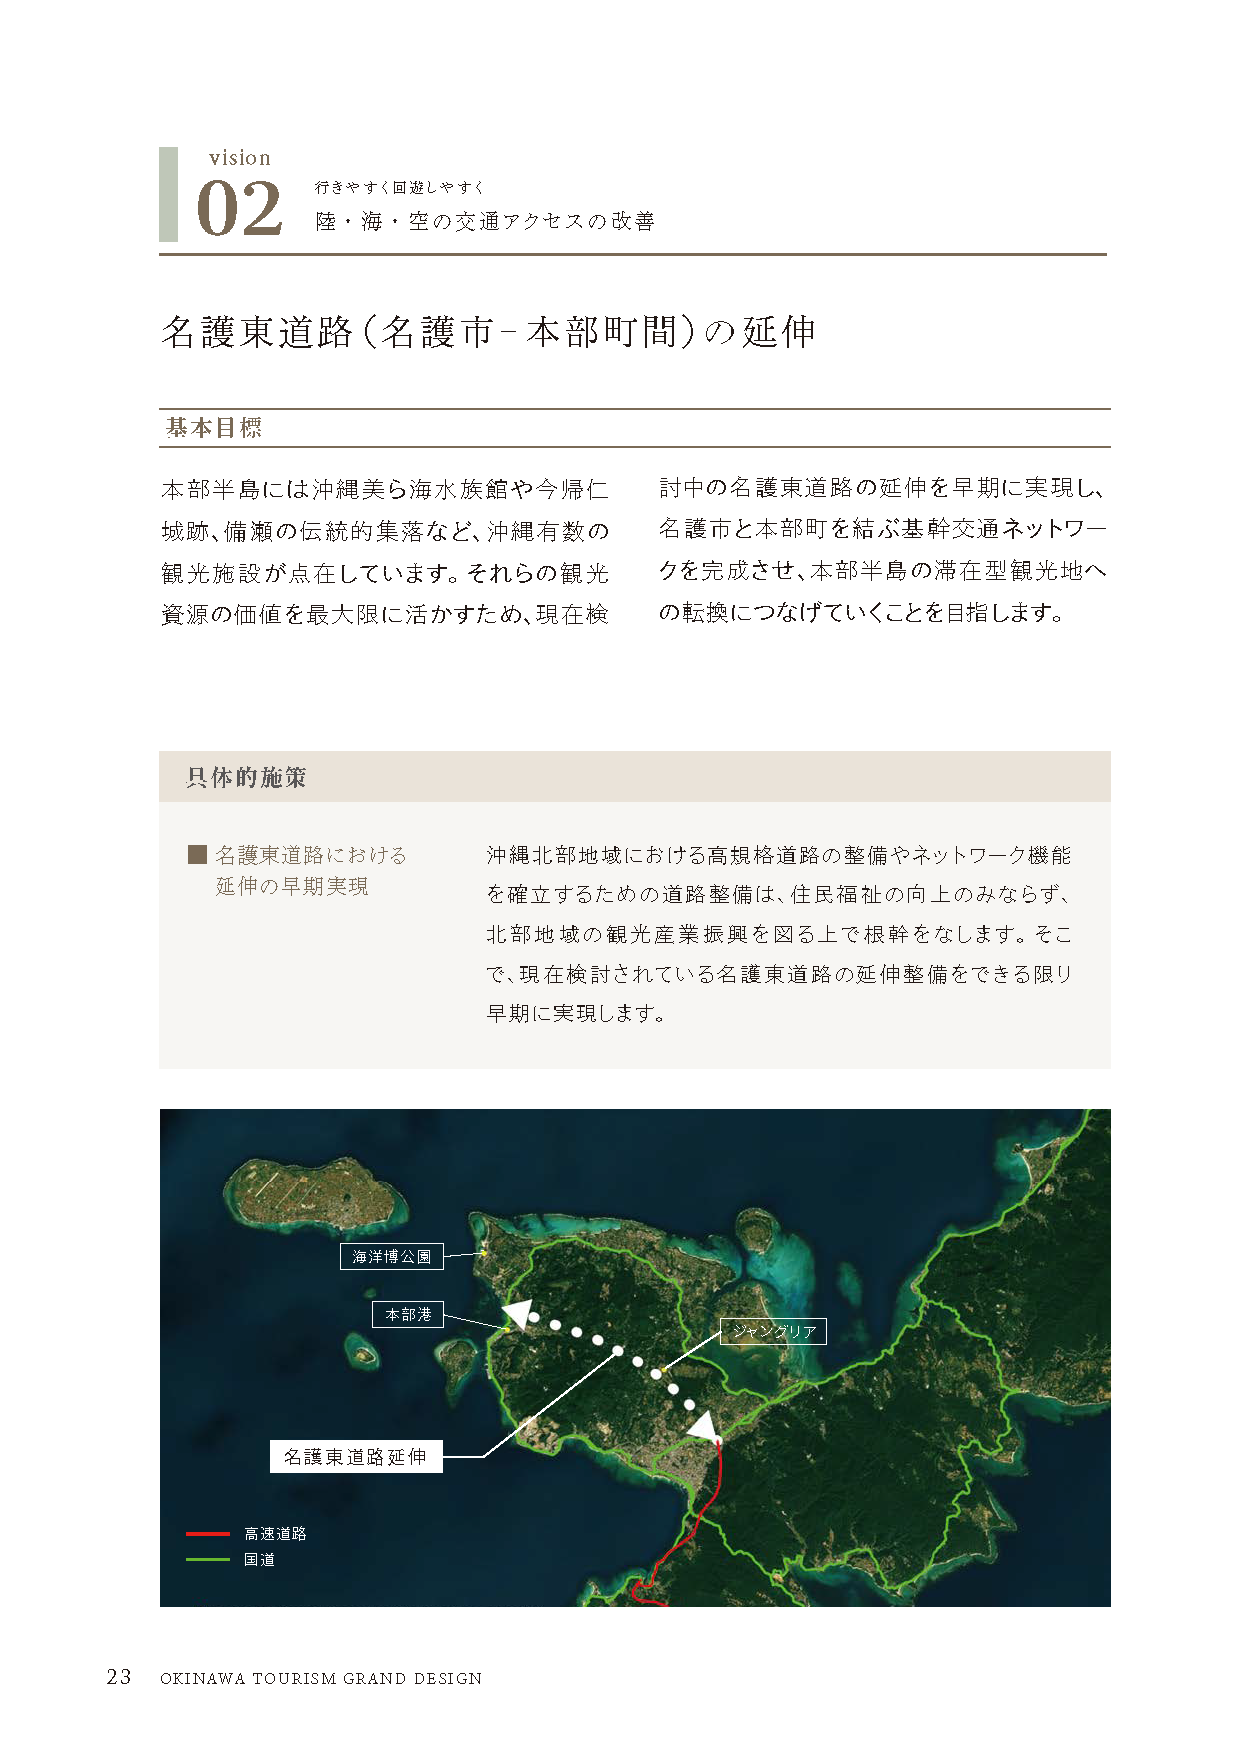 vision
02
行きやすく回遊しやすく
陸・海・空の交通アクセスの改善
名護東道路（名護市−本部町間）の延伸
基本目標
本部半島には沖縄美ら海水族館や今帰仁
城跡、備瀬の伝統的集落など、沖縄有数の
観光施設が点在しています。それらの観光
資源の価値を最大限に活かすため、現在検
討中の名護東道路の延伸を早期に実現し、
名護市と本部町を結ぶ基幹交通ネットワー
クを完成させ、本部半島の滞在型観光地へ
の転換につなげていくことを目指します。
具体的施策
■ 名護東道路における
延伸の早期実現
沖縄北部地域における高規格道路の整備やネットワーク機能
を確立するための道路整備は、住民福祉の向上のみならず、
北部地域の観光産業振興を図る上で根幹をなします。そこ
で、現在検討されている名護東道路の延伸整備をできる限り
早期に実現します。
海洋博公園
本部港
ジャングリア
名護東道路延伸
高速道路
国道
23 OKINAWA TOURISM GRAND DESIGN